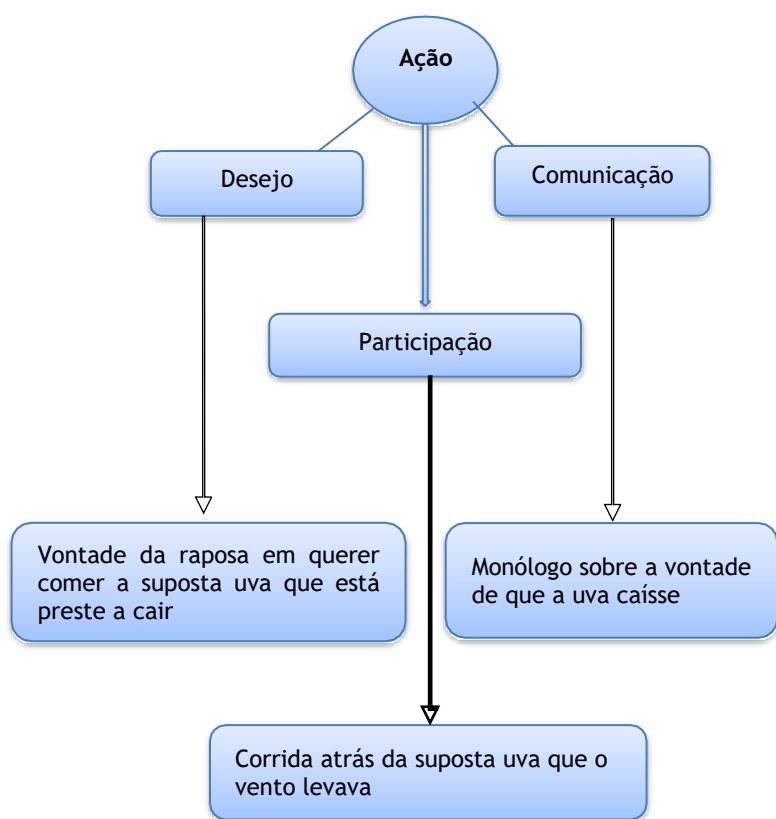 Ação
Desejo
Comunicação
Participação
Vontade da raposa em querer
comer a suposta uva que está
preste a cair
Monólogo sobre a vontade
de que a uva caísse
Corrida atrás da suposta uva que o
vento levava